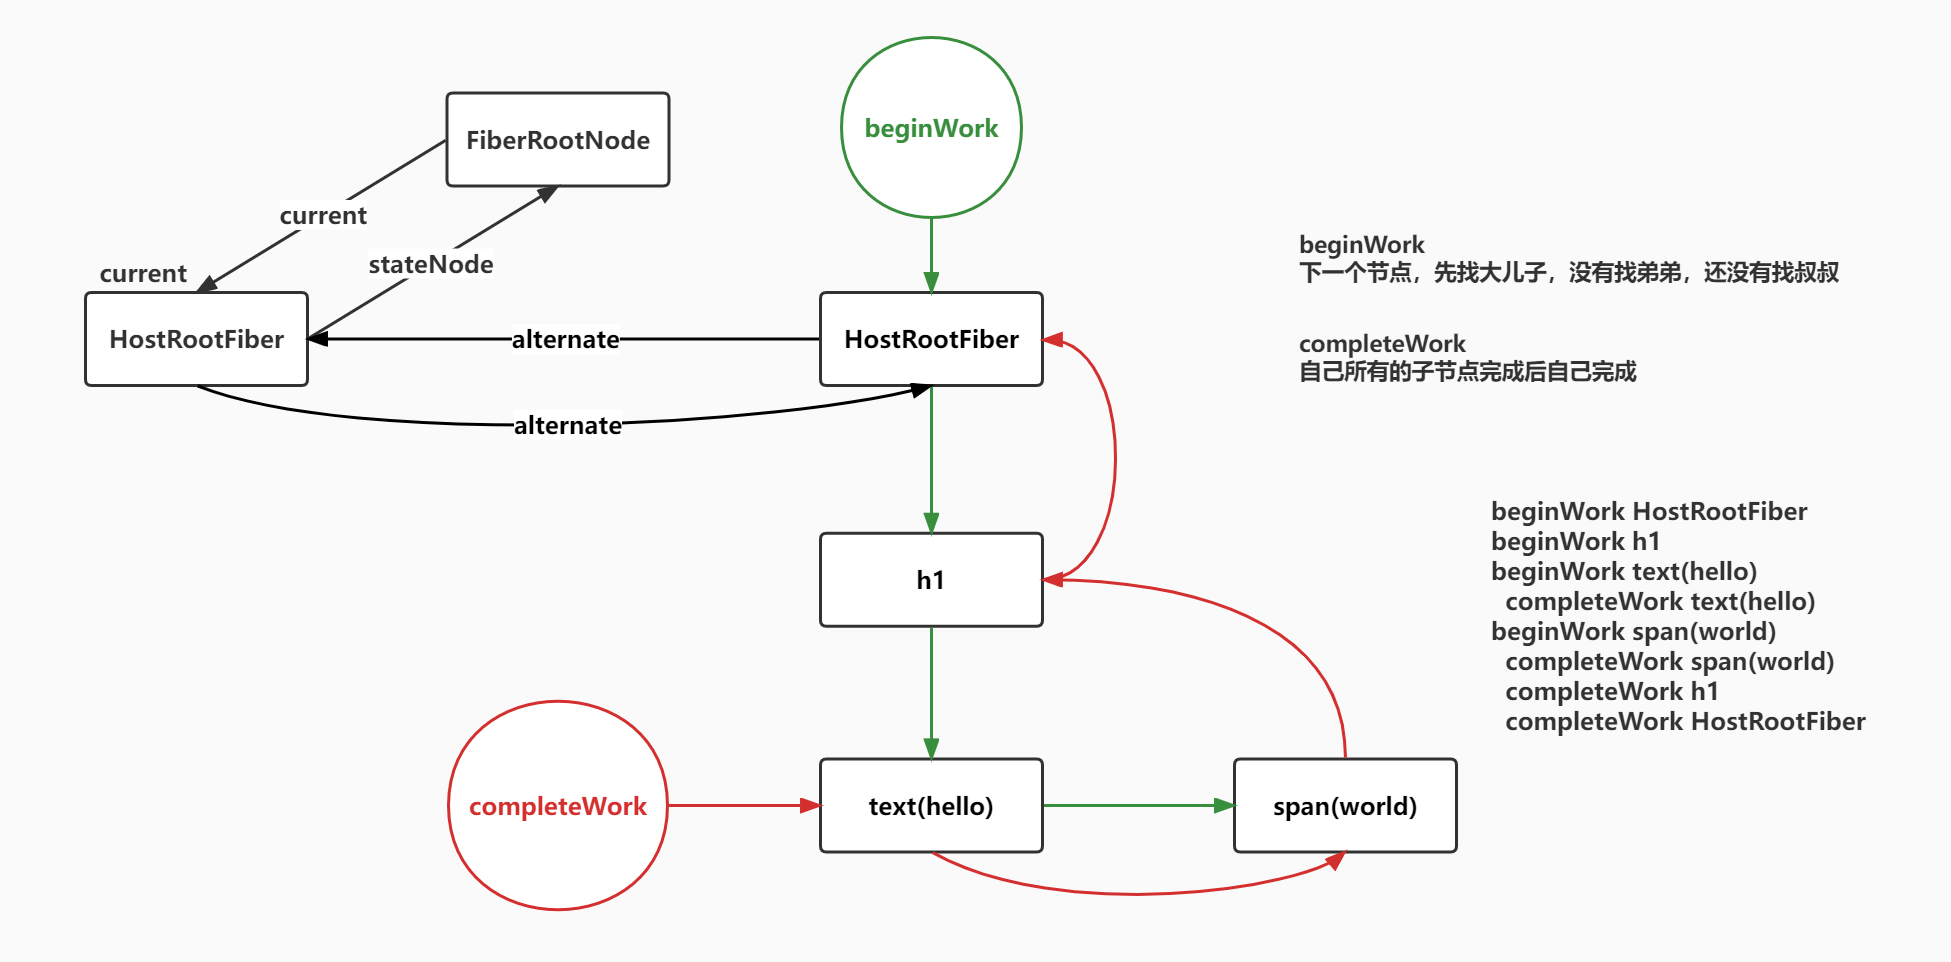 beginWork
FiberRootNode
current
stateNode
current
HostRootFiber
alternate
HostRootFiber
alternate
beginWork
下一个节点，先找大儿子，没有找弟弟，还没有找叔叔
completeWork
自己所有的子节点完成后自己完成
h1
beginWork HostRootFiber
beginWork h1
beginWork text(hello)
completeWork text(hello)
beginWork span(world)
completeWork span(world)
completeWork h1
completeWork HostRootFiber
completeWork
text(hello)
span(world)